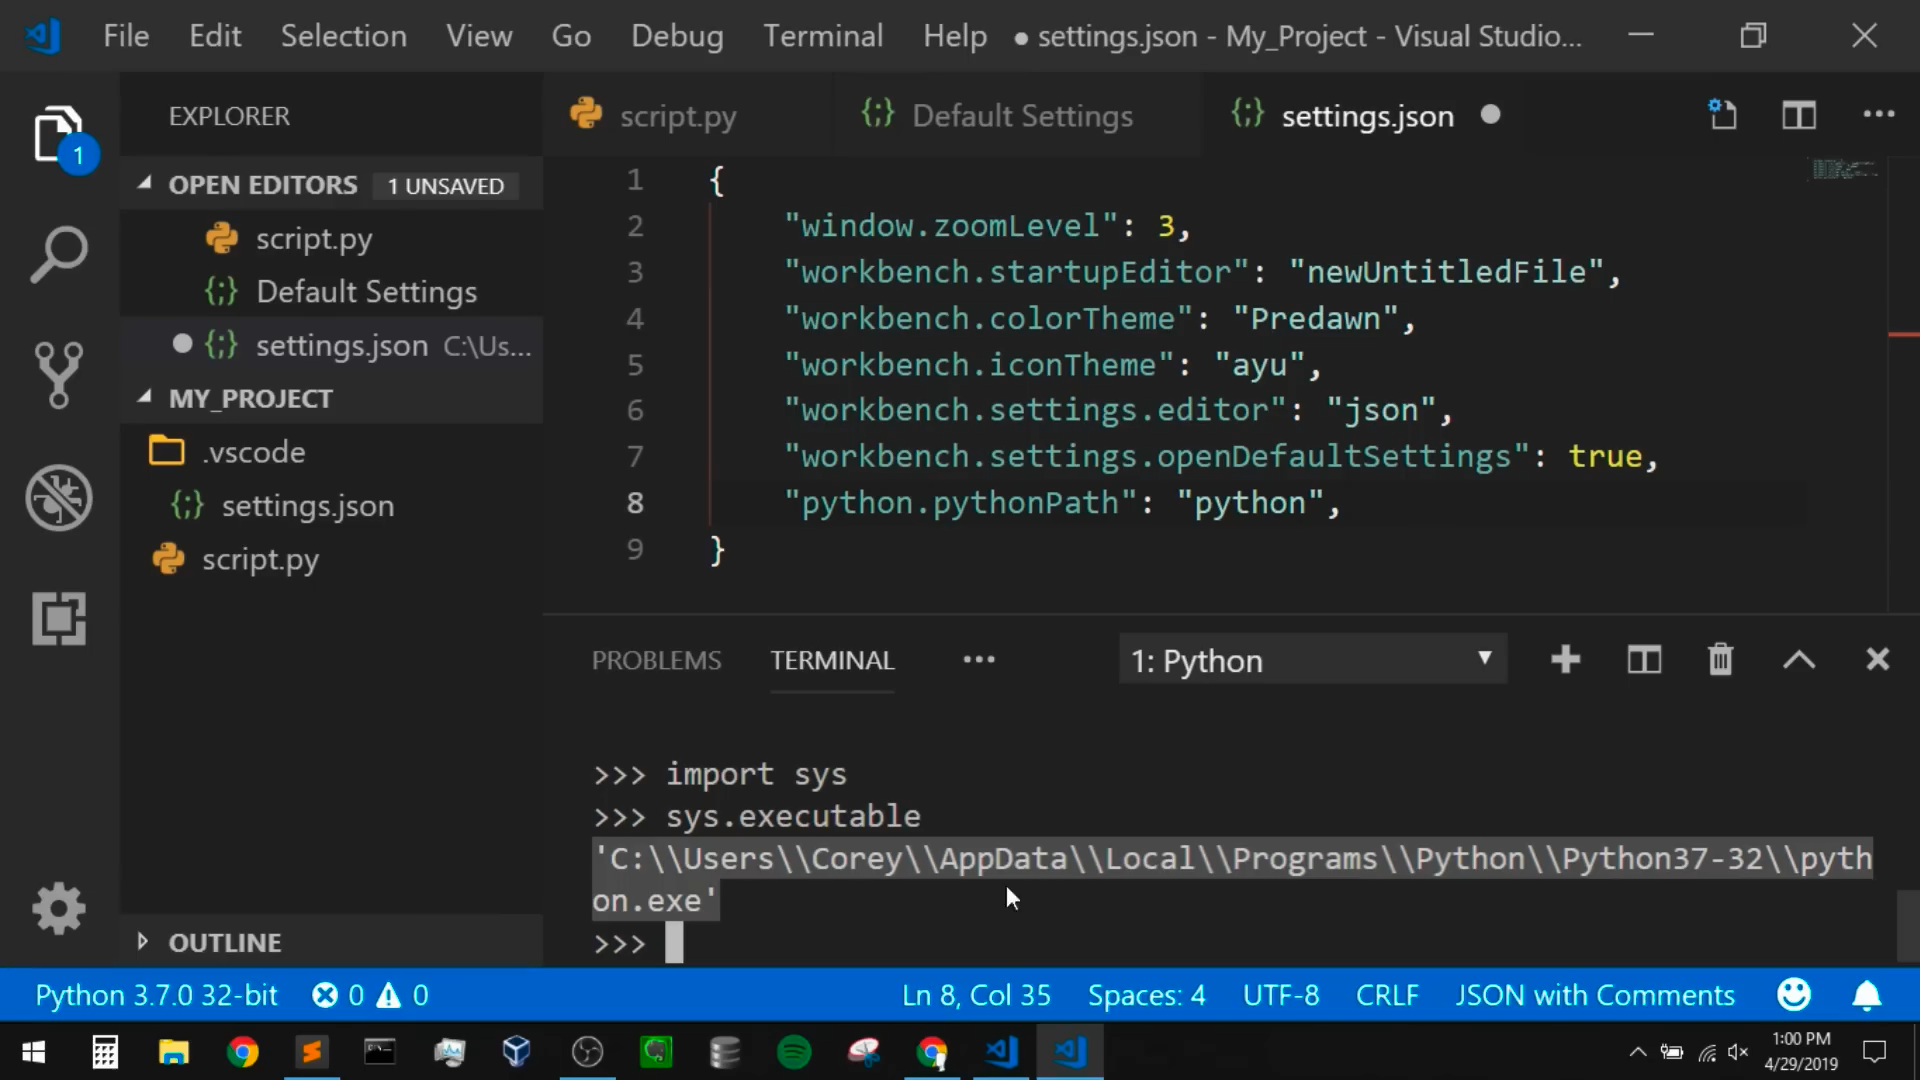 File Edit Selection View Go Debug Terminal Help ● settings.json - My_Project - Visual Studio...
EXPLORER
1
OPEN EDITORS 1 UNSAVED
script.py
Default Settings
settings.json C:\Us...
MY_PROJECT
.vscode
settings.json
script.py
OUTLINE
script.py Default Settings settings.json
1 {
2 "window.zoomLevel": 3,
3 "workbench.startupEditor": "newUntitledFile",
4 "workbench.colorTheme": "Predawn",
5 "workbench.iconTheme": "ayu",
6 "workbench.settings.editor": "json",
7 "workbench.settings.openDefaultSettings": true,
8 "python.pythonPath": "python",
9 }
PROBLEMS TERMINAL ••• 1: Python
>>> import sys
>>> sys.executable
'C:\\Users\\Corey\\AppData\\Local\\Programs\\Python\\Python37-32\\pyth
on.exe'
>>>
Python 3.7.0 32-bit 0 0 Ln 8, Col 35 Spaces: 4 UTF-8 CRLF JSON with Comments
1:00 PM
4/29/2019